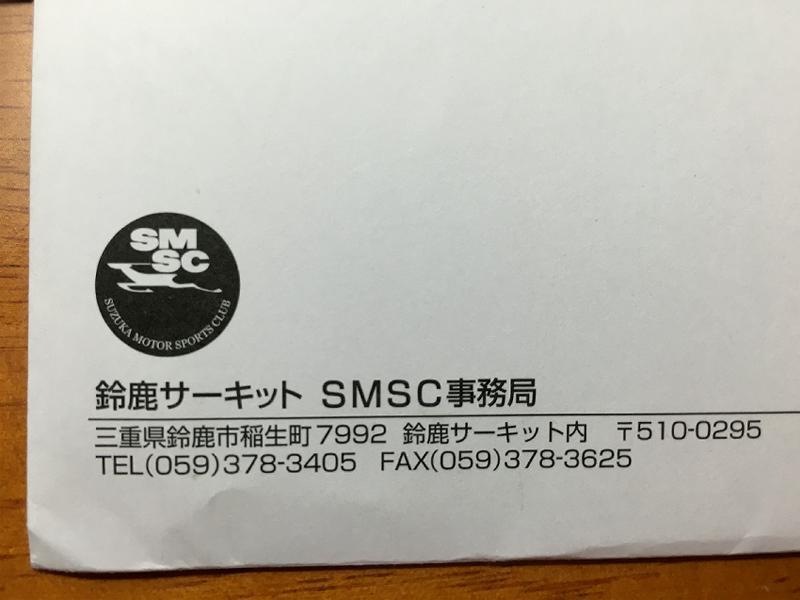 SM
SC
SUZUKA MOTOR SPORTS CLUB
鈴鹿サーキット SMSC事務局
三重県鈴鹿市稲生町7992 鈴鹿サーキット内 〒510-0295
TEL(059)378-3405 FAX(059)378-3625